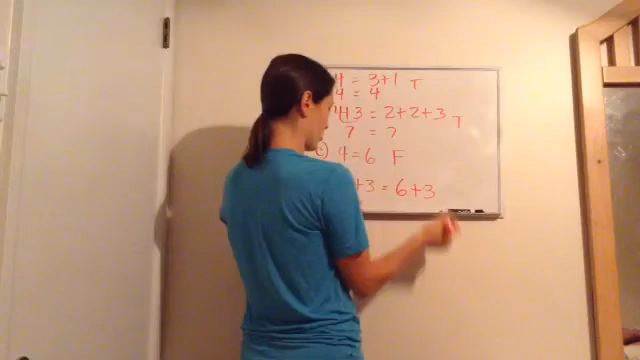 4 = 3+1 T
4 = 4
4+3 = 2+2+3 T
7 = 7
c) 4 = 6 F
+3 = 6+3